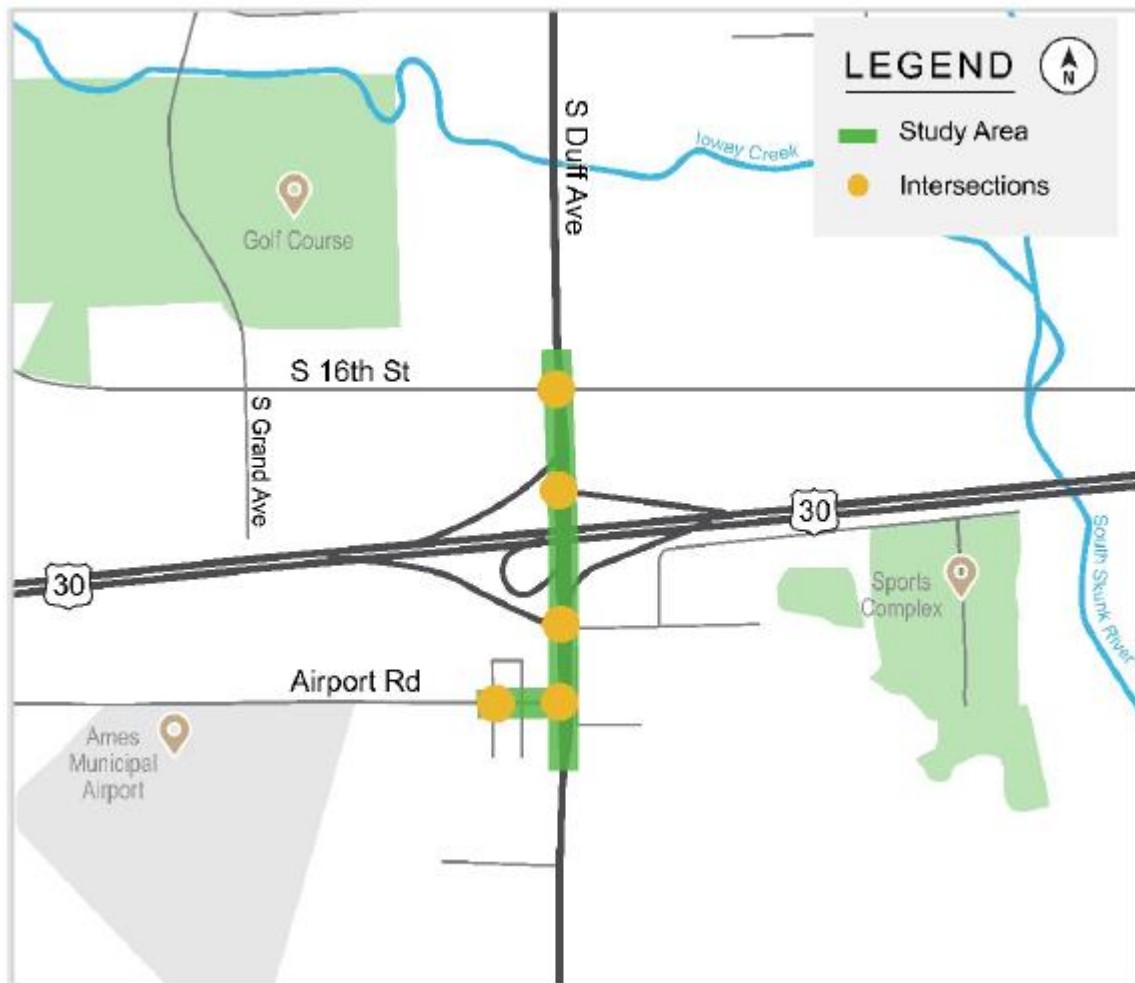 LEGEND
N
Study Area
Intersections
S Duff Ave
Ioway Creek
Golf Course
S 16th St
S Grand Ave
30
30
Sports
Complex
South Skunk River
Airport Rd
Ames
Municipal
Airport